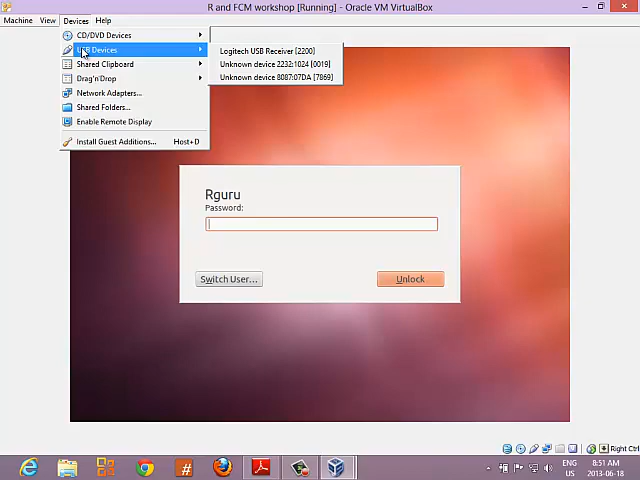 R and FCM workshop [Running] - Oracle VM VirtualBox
Machine View Devices Help
CD/DVD Devices
USB Devices
Shared Clipboard
Drag'n'Drop
Network Adapters...
Shared Folders...
Enable Remote Display
Install Guest Additions... Host+D
Logitech USB Receiver [2200]
Unknown device 2232:1024 [0019]
Unknown device 8087:07DA [7869]
Rguru
Password:
Switch User...
Unlock
Right Ctrl
ENG 8:51 AM
US 2013-06-18